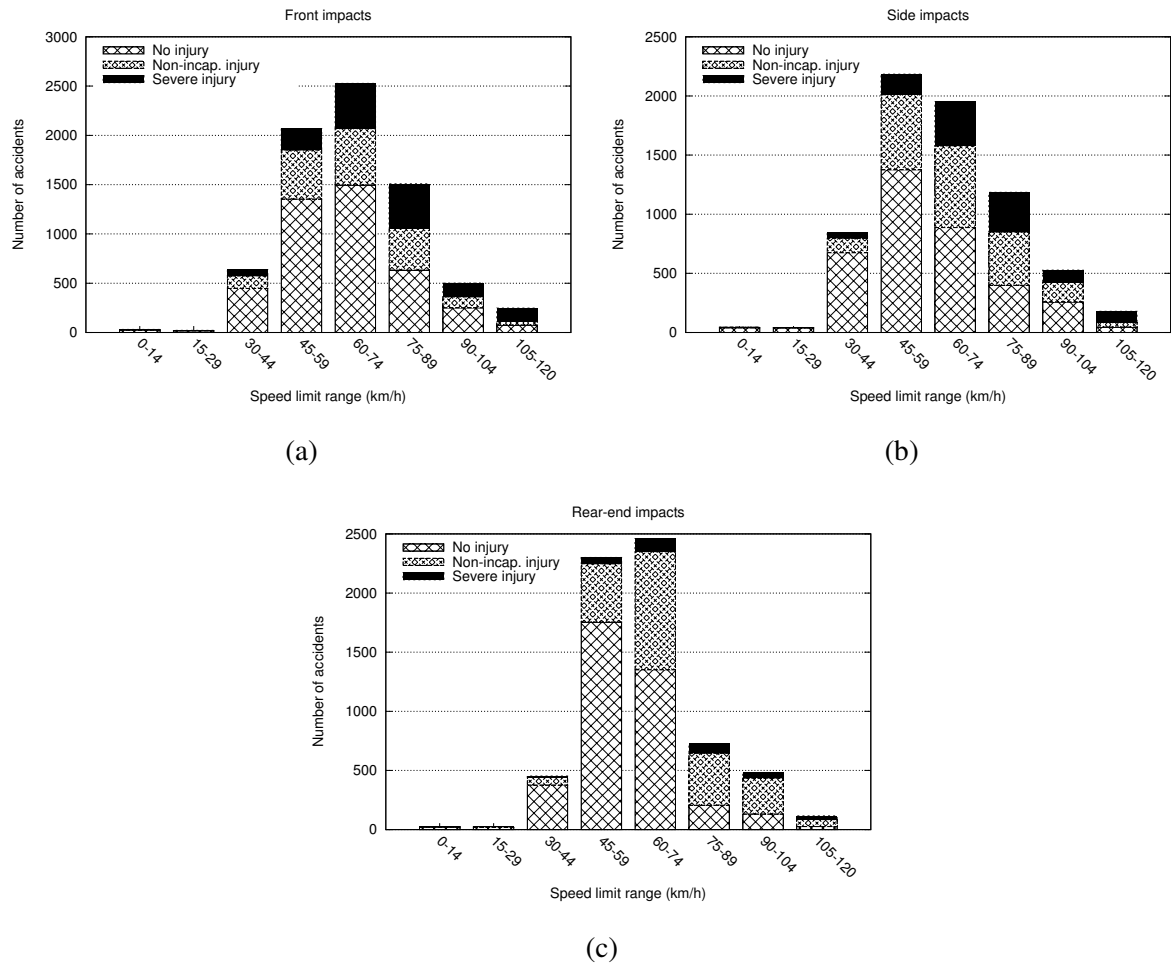 Front impacts
3000
2500
2000
1500
1000
500
0
Number of accidents
No injury
Non-incap. injury
Severe injury
0-14
15-29
30-44
45-59
60-74
75-89
90-104
105-120
Speed limit range (km/h)
(a)
Side impacts
2500
2000
1500
1000
500
0
Number of accidents
No injury
Non-incap. injury
Severe injury
0-14
15-29
30-44
45-59
60-74
75-89
90-104
105-120
Speed limit range (km/h)
(b)
Rear-end impacts
2500
2000
1500
1000
500
0
Number of accidents
No injury
Non-incap. injury
Severe injury
0-14
15-29
30-44
45-59
60-74
75-89
90-104
105-120
Speed limit range (km/h)
(c)